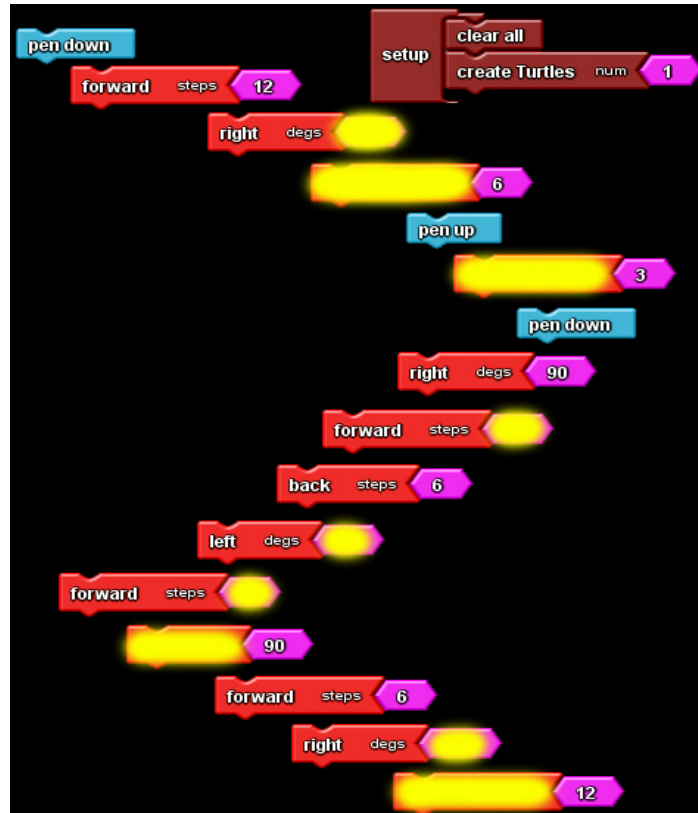 pen down
setup
clear all
create Turtles num 1
forward steps 12
right degs
6
pen up
3
pen down
right degs 90
forward steps
back steps 6
left degs
forward steps
90
forward steps 6
right degs
12